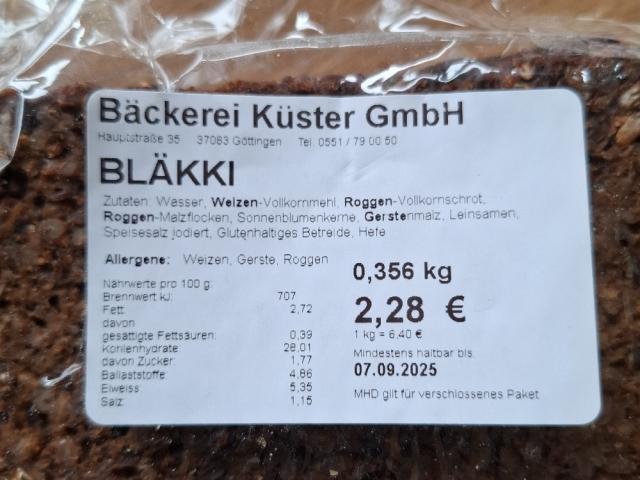 Bäckerei Küster GmbH
Hauptstraße 35 37083 Göttingen Tel. 0551 / 79 00 50
BLÄKKI
Zutaten: Wasser, Weizen-Vollkornmehl, Roggen-Vollkornschrot,
Roggen-Malzflocken, Sonnenblumenkerne, Gerstenmalz, Leinsamen,
Speisesalz jodiert, Glutenhaltiges Getreide, Hefe
Allergene: Weizen, Gerste, Roggen
Nährwerte pro 100 g:
Brennwert kJ: 707
Fett: 2,72
davon
gesättigte Fettsäuren: 0,39
Kohlenhydrate: 28,01
davon Zucker: 1,77
Ballaststoffe 4,86
Eiweiss 5,35
Salz: 1,15
0,356 kg
2,28 €
1 kg = 6,40 €
Mindestens haltbar bis:
07.09.2025
MHD gilt für verschlossenes Paket